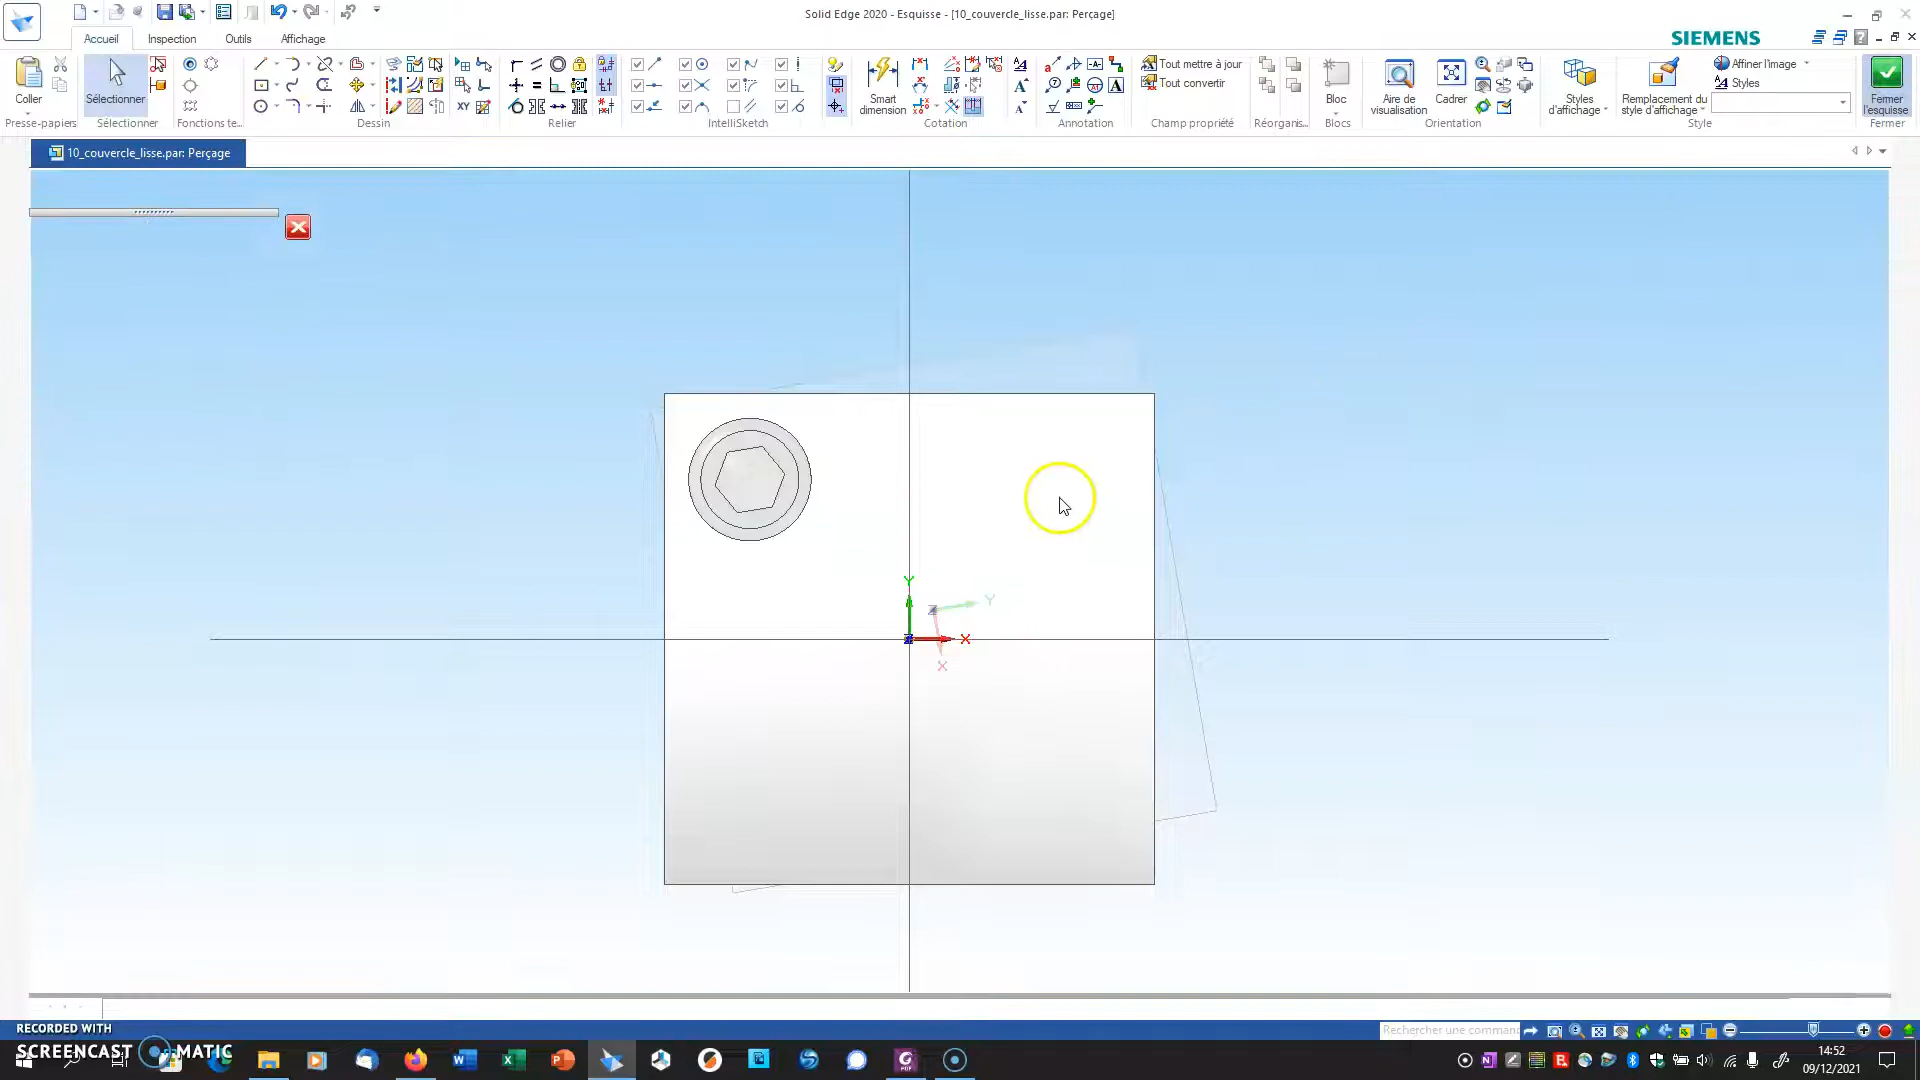 Solid Edge 2020 - Esquisse - [10_couvercle_lisse.par: Perçage]
Accueil Inspection Outils Affichage
SIEMENS
Coller
Sélectionner
Smart
dimension
Tout mettre à jour
Tout convertir
Bloc
Aire de
visualisation
Cadrer
Styles
d'affichage
Remplacement du
style d'affichage
Affiner l'image
Styles
Fermer
l'esquisse
Presse-papiers Sélectionner Fonctions te... Dessin Relier IntelliSketch Cotation Annotation Champ propriété Réorganis... Blocs Orientation Style Fermer
10_couvercle_lisse.par: Perçage
Y
Y
Z
X
X
Rechercher une command
RECORDED WITH
SCREENCAST MATIC
14:52
09/12/2021